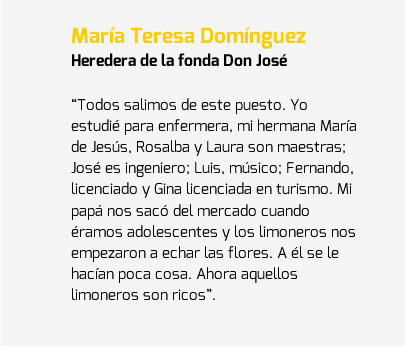 María Teresa Domínguez
Heredera de la fonda Don José
“Todos salimos de este puesto. Yo
estudié para enfermera, mi hermana María
de Jesús, Rosalba y Laura son maestras;
José es ingeniero; Luis, músico; Fernando,
licenciado y Gina licenciada en turismo. Mi
papá nos sacó del mercado cuando
éramos adolescentes y los limoneros nos
empezaron a echar las flores. A él se le
hacían poca cosa. Ahora aquellos
limoneros son ricos”.